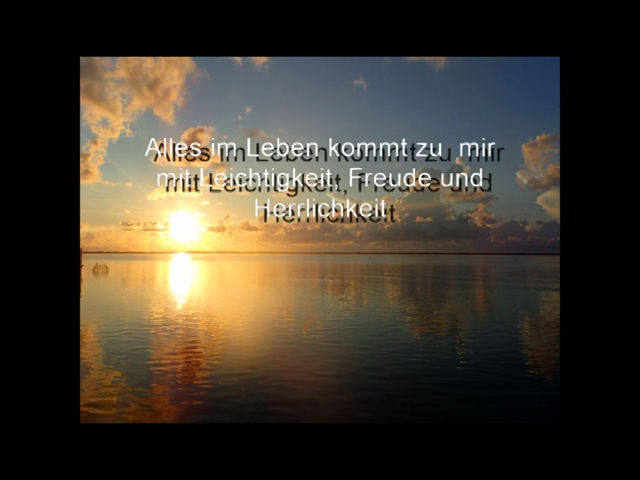 Alles im Leben kommt zu mir
mit Leichtigkeit, Freude und
Herrlichkeit